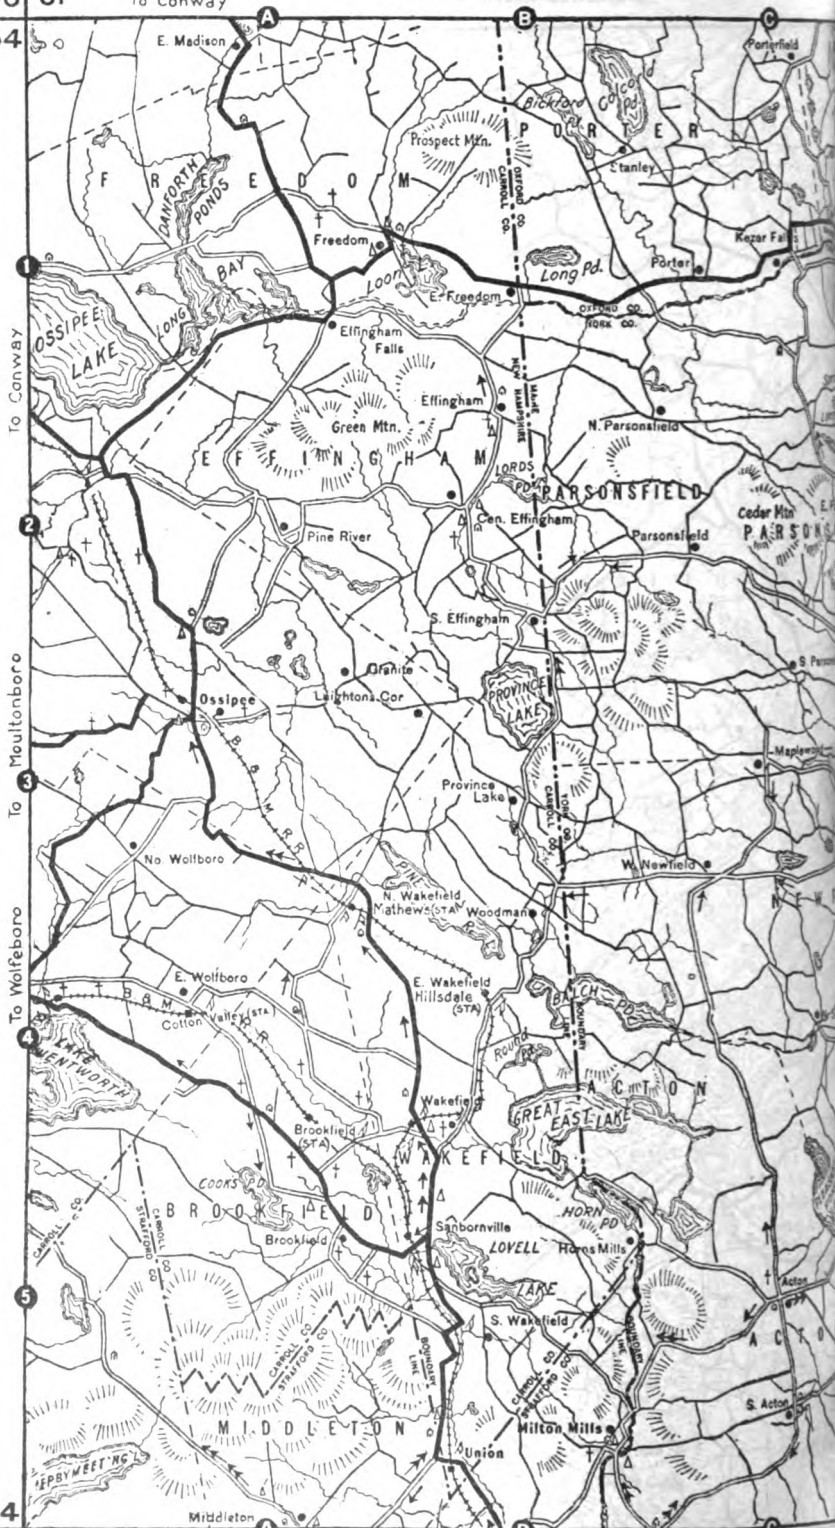 To Conway
A
B
C
E. Madison
Porterfield
Bickford
Prospect Mtn.
PORTER
Stanley
FREEDOM
DANFORTH
PONDS
OXFORD CO.
CARROLL CO.
Freedom
Kezar Falls
1
BAY
Loon
Long Pd.
Porter
E. Freedom
OXFORD CO.
YORK CO.
OSSIPEE
LAKE
LONG
Effingham
Falls
To Conway
Effingham
MAINE
NEW HAMPSHIRE
Green Mtn.
N. Parsonsfield
EFFINGHAM
LORDS
PD
PARSONSFIELD
Cedar Mtn
PARSONS
2
Pine River
Cen. Effingham
Parsonsfield
S. Effingham
To Moultonboro
Granite
Ossipee
Leightons Cor
PROVINCE
LAKE
B & M R R
Maplewood
3
Province
Lake
YORK CO.
CARROLL CO.
No. Wolfboro
W. Newfield
N. Wakefield
Mathews (STA)
Woodman
NEW
To Wolfeboro
E. Wolfboro
E. Wakefield
Hillsdale
(STA)
B & M
R R
Cotton Valley (STA)
BALCH PD
BOUNDARY
LINE
Round
Pd.
4
LAKE
WENTWORTH
ACTON
Wakefield
GREAT
EAST LAKE
Brookfield
(STA)
WAKEFIELD
COOKS PD
BROOKFIELD
HORN
PD
CARROLL CO.
CARROLL CO
STRAFFORD CO
Sanbornville
Brookfield
LOVELL
LAKE
Horns Mills
5
Acton
S. Wakefield
ACTO
CARROLL CO
STRAFFORD CO
BOUNDARY
LINE
CARROLL CO
STRAFFORD CO
BOUNDARY
LINE
S. Acton
MIDDLETON
Milton Mills
Union
Middleton
4